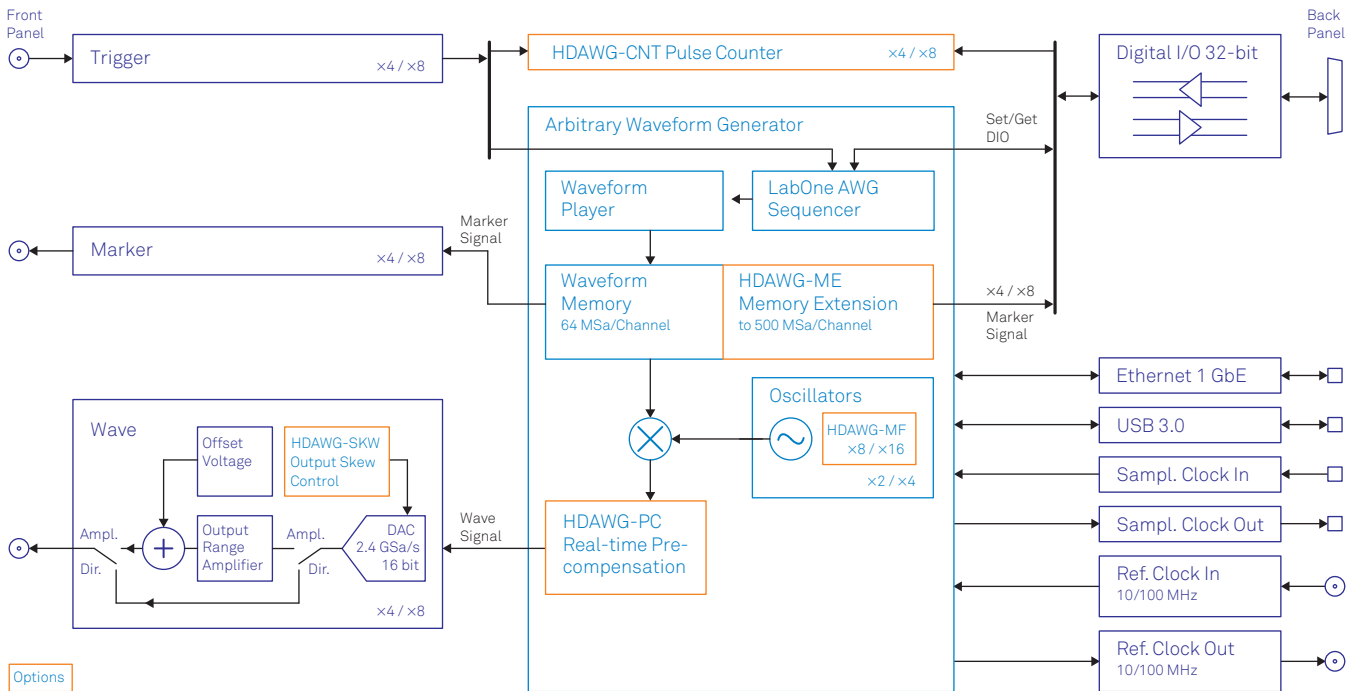 Front
Panel
Trigger
×4 / ×8
HDAWG-CNT Pulse Counter
×4 / ×8
Digital I/O 32-bit
Back
Panel
Arbitrary Waveform Generator
Set/Get
DIO
Waveform
Player
LabOne AWG
Sequencer
Marker
×4 / ×8
Marker
Signal
Waveform
Memory
64 MSa/Channel
HDAWG-ME
Memory Extension
to 500 MSa/Channel
×4 / ×8
Marker
Signal
Oscillators
HDAWG-MF
×8 / ×16
×2 / ×4
Ethernet 1 GbE
USB 3.0
Sampl. Clock In
Sampl. Clock Out
Ref. Clock In
10/100 MHz
Ref. Clock Out
10/100 MHz
Wave
Offset
Voltage
HDAWG-SKW
Output Skew
Control
Ampl.
Dir.
Output
Range
Amplifier
Ampl.
Dir.
DAC
2.4 GSa/s
16 bit
×4 / ×8
Wave
Signal
HDAWG-PC
Real-time Pre-
compensation
Options